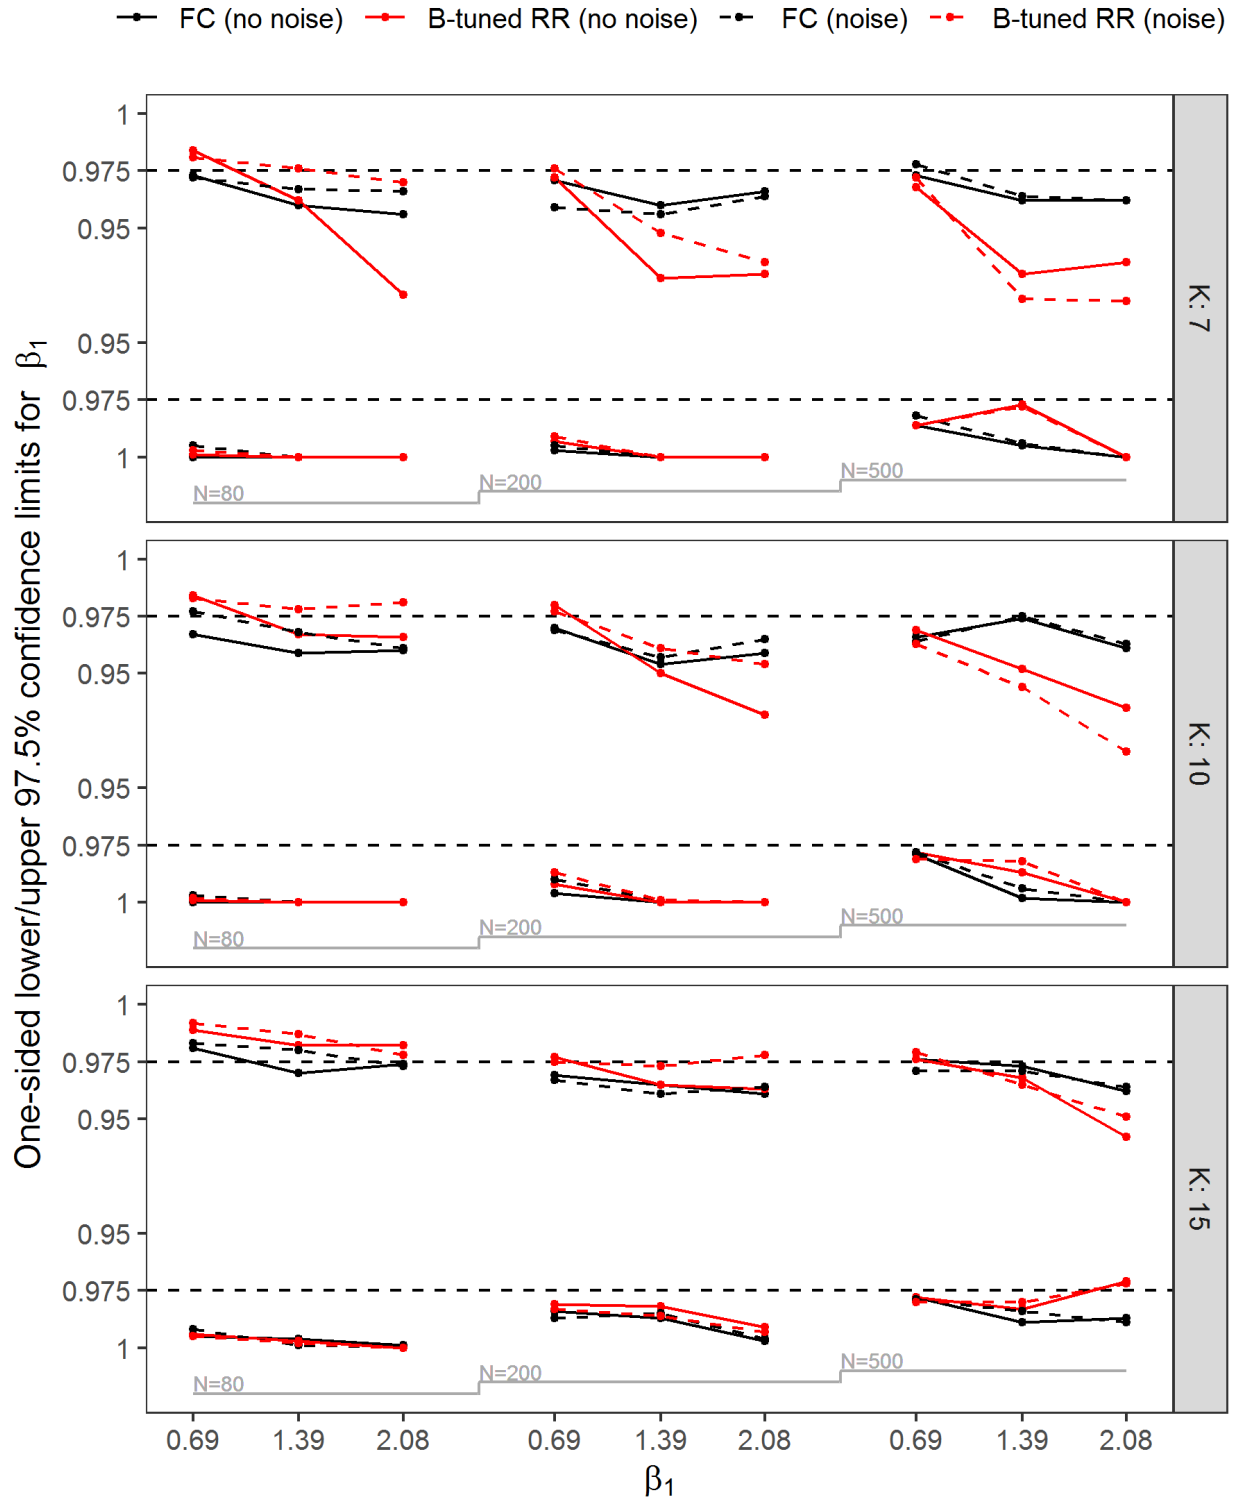 FC (no noise) B-tuned RR (no noise) FC (noise) B-tuned RR (noise)
One-sided lower/upper 97.5% confidence limits for β1
1
0.975
0.95
0.95
0.975
1
N=80 N=200 N=500
K: 7
1
0.975
0.95
0.95
0.975
1
N=80 N=200 N=500
K: 10
1
0.975
0.95
0.95
0.975
1
N=80 N=200 N=500
K: 15
0.69 1.39 2.08 0.69 1.39 2.08 0.69 1.39 2.08
β1